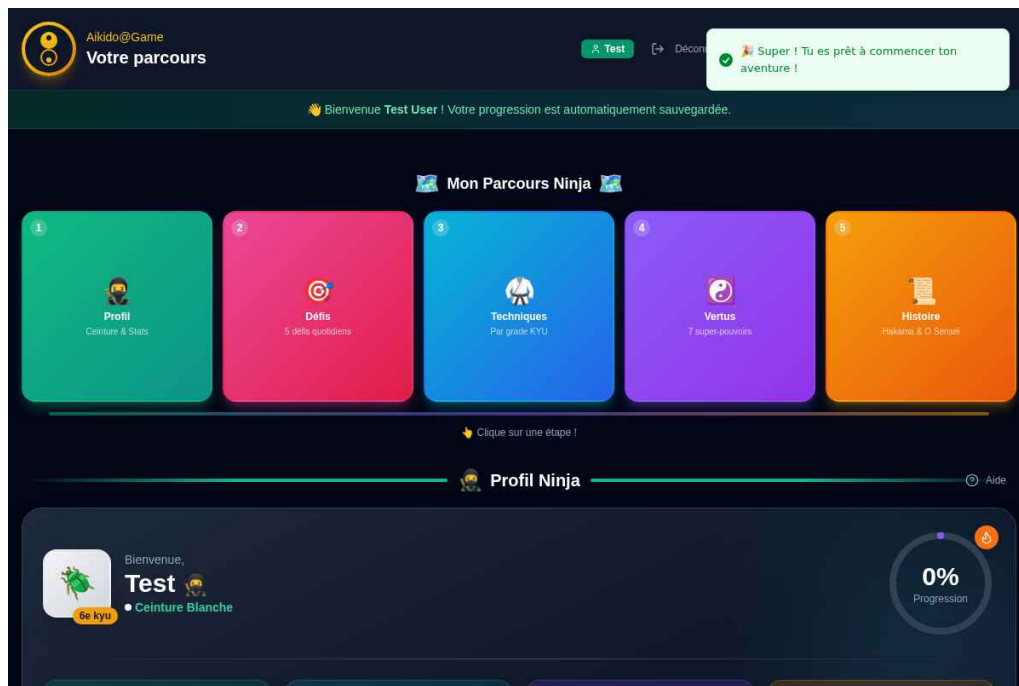 Aikido@Game
Votre parcours
Test
Décon
🎉 Super ! Tu es prêt à commencer ton
aventure !
👋 Bienvenue Test User ! Votre progression est automatiquement sauvegardée.
Mon Parcours Ninja
1
Profil
Ceinture & Stats
2
Défis
5 défis quotidiens
3
Techniques
Par grade KYU
4
Vertus
7 super-pouvoirs
5
Histoire
Hakama & O Sensei
👆 Clique sur une étape !
Profil Ninja
Aide
Bienvenue,
Test
Ceinture Blanche
6e kyu
0%
Progression